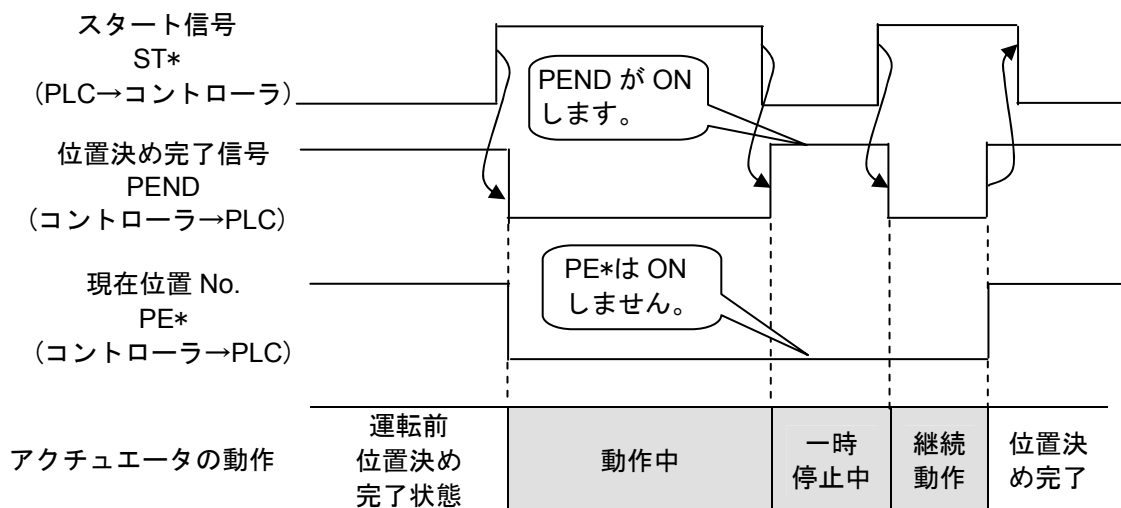 スタート信号
ST*
（PLC→コントローラ）
PEND が ON
します。
位置決め完了信号
PEND
（コントローラ→PLC）
PE*は ON
しません。
現在位置 No.
PE*
（コントローラ→PLC）
アクチュエータの動作
運転前
位置決め
完了状態
動作中
一時
停止中
継続
動作
位置決
め完了